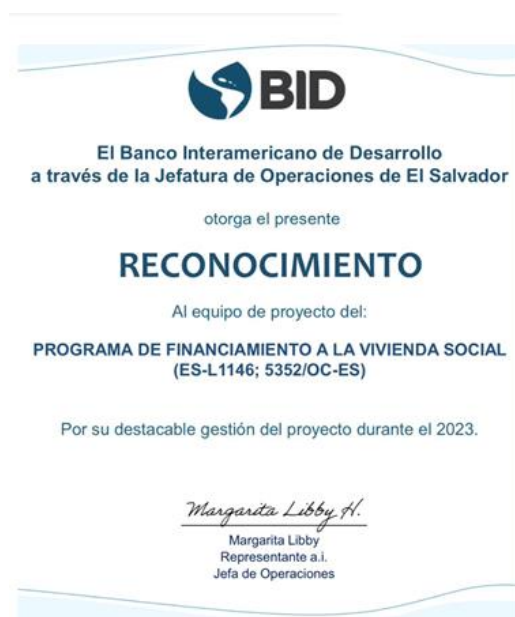 BID
El Banco Interamericano de Desarrollo
a través de la Jefatura de Operaciones de El Salvador
otorga el presente
RECONOCIMIENTO
Al equipo de proyecto del:
PROGRAMA DE FINANCIAMIENTO A LA VIVIENDA SOCIAL
(ES-L1146; 5352/OC-ES)
Por su destacable gestión del proyecto durante el 2023.
Margarita Libby H.
Margarita Libby
Representante a.i.
Jefa de Operaciones